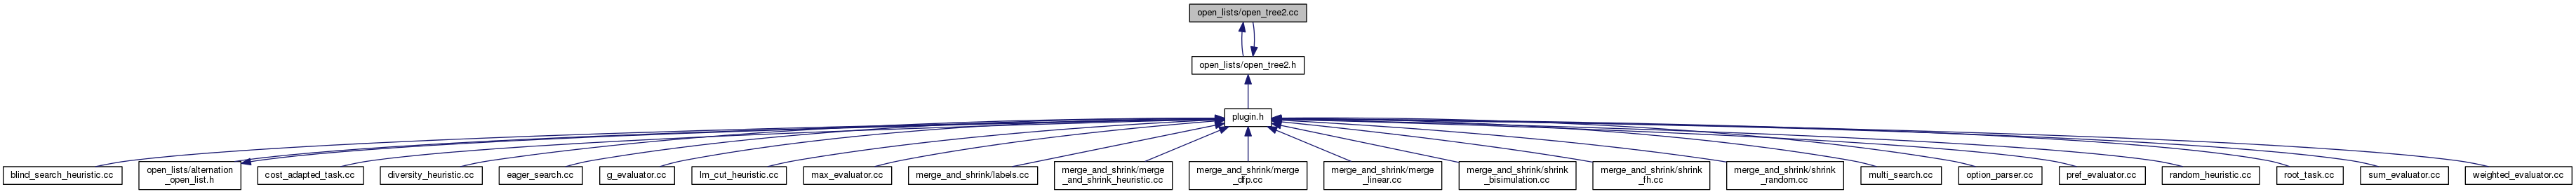 open_lists/open_tree2.cc
open_lists/open_tree2.h
plugin.h
blind_search_heuristic.cc
open_lists/alternation
_open_list.h
cost_adapted_task.cc
diversity_heuristic.cc
eager_search.cc
g_evaluator.cc
lm_cut_heuristic.cc
max_evaluator.cc
merge_and_shrink/labels.cc
merge_and_shrink/merge
_and_shrink_heuristic.cc
merge_and_shrink/merge
_dfp.cc
merge_and_shrink/merge
_linear.cc
merge_and_shrink/shrink
_bisimulation.cc
merge_and_shrink/shrink
_fh.cc
merge_and_shrink/shrink
_random.cc
multi_search.cc
option_parser.cc
pref_evaluator.cc
random_heuristic.cc
root_task.cc
sum_evaluator.cc
weighted_evaluator.cc